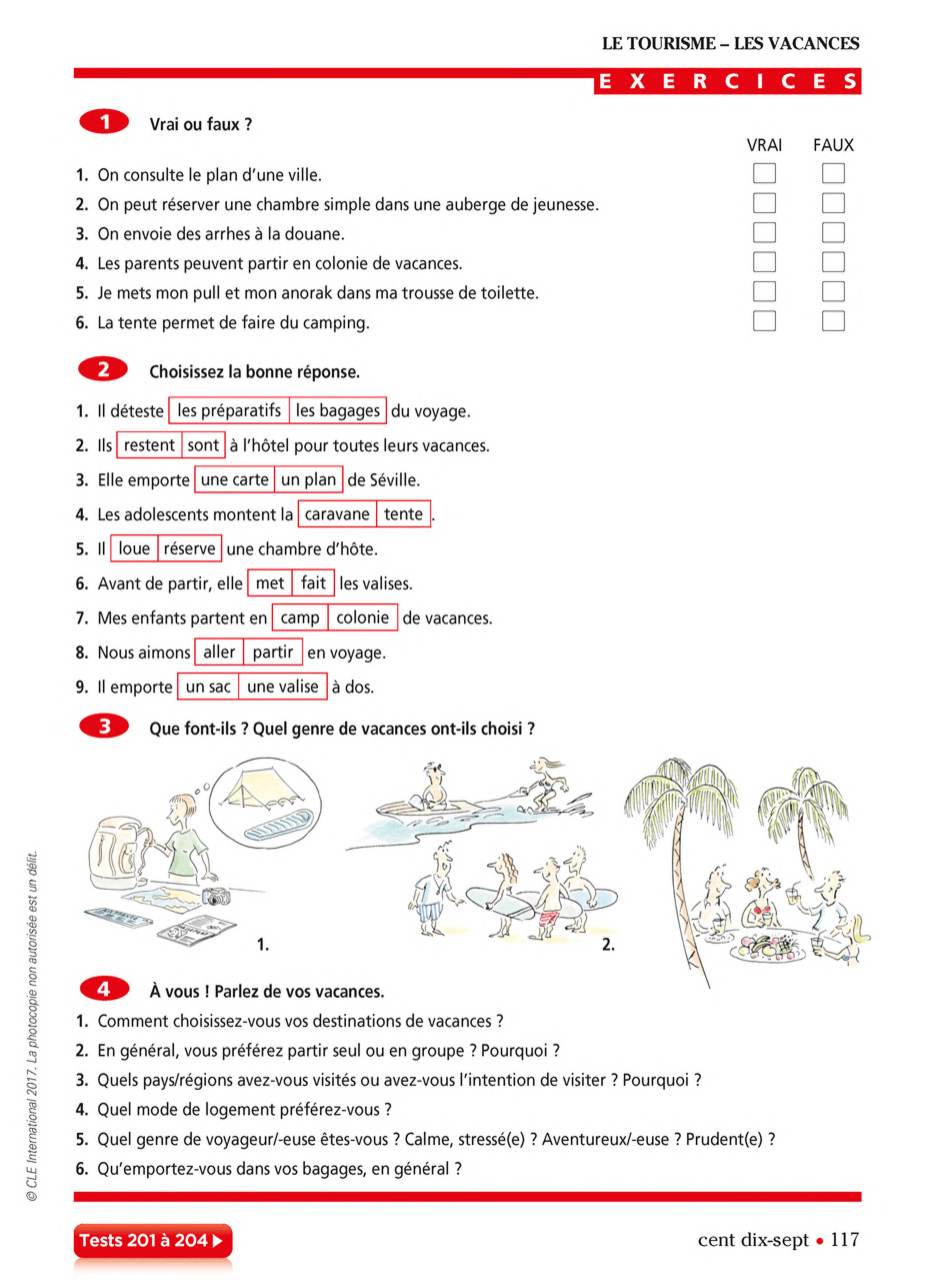 LE TOURISME – LES VACANCES
EXERCICES
1 Vrai ou faux ?
VRAI FAUX
1. On consulte le plan d’une ville.
2. On peut réserver une chambre simple dans une auberge de jeunesse.
3. On envoie des arrhes à la douane.
4. Les parents peuvent partir en colonie de vacances.
5. Je mets mon pull et mon anorak dans ma trousse de toilette.
6. La tente permet de faire du camping.
2 Choisissez la bonne réponse.
1. Il déteste les préparatifs les bagages du voyage.
2. Ils restent sont à l’hôtel pour toutes leurs vacances.
3. Elle emporte une carte un plan de Séville.
4. Les adolescents montent la caravane tente .
5. Il loue réserve une chambre d’hôte.
6. Avant de partir, elle met fait les valises.
7. Mes enfants partent en camp colonie de vacances.
8. Nous aimons aller partir en voyage.
9. Il emporte un sac une valise à dos.
3 Que font-ils ? Quel genre de vacances ont-ils choisi ?
1.
2.
4 À vous ! Parlez de vos vacances.
1. Comment choisissez-vous vos destinations de vacances ?
2. En général, vous préférez partir seul ou en groupe ? Pourquoi ?
3. Quels pays/régions avez-vous visités ou avez-vous l’intention de visiter ? Pourquoi ?
4. Quel mode de logement préférez-vous ?
5. Quel genre de voyageur/-euse êtes-vous ? Calme, stressé(e) ? Aventureux/-euse ? Prudent(e) ?
6. Qu’emportez-vous dans vos bagages, en général ?
© CLE International 2017. La photocopie non autorisée est un délit.
Tests 201 à 204
cent dix-sept • 117